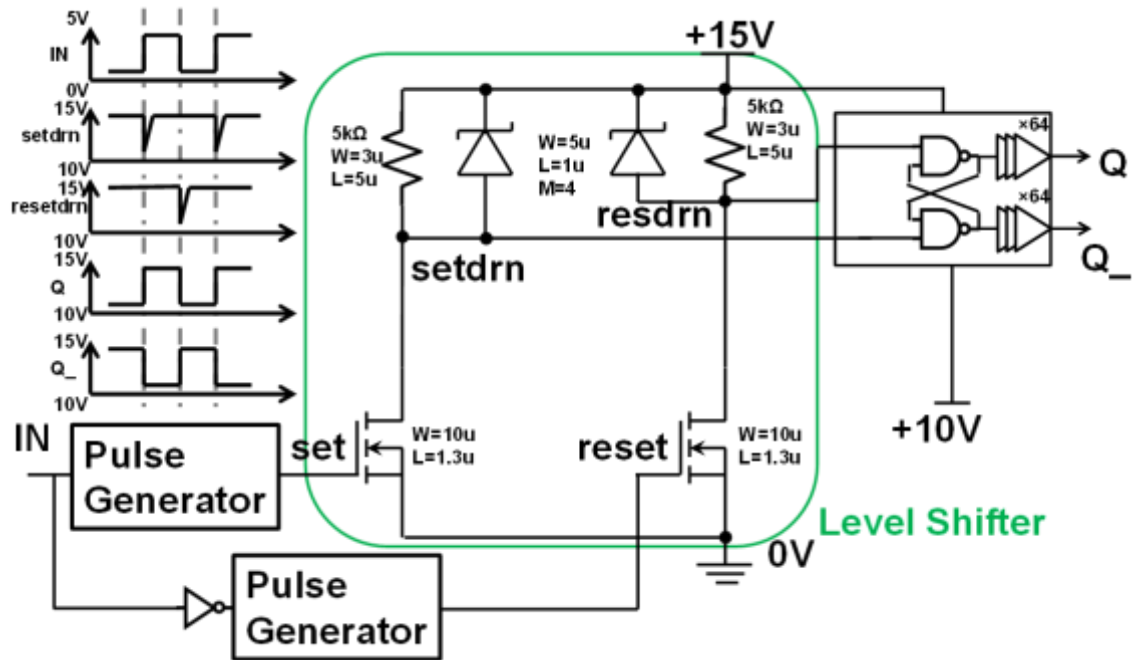 5V
IN
0V
15V
setdrn
10V
15V
resetdrn
10V
15V
Q
10V
15V
Q_
10V
+15V
5kΩ
W=3u
L=5u
W=5u
L=1u
M=4
5kΩ
W=3u
L=5u
resdrn
setdrn
×64
×64
Q
Q_
+10V
IN
Pulse
Generator
set
W=10u
L=1.3u
reset
W=10u
L=1.3u
Level Shifter
0V
Pulse
Generator